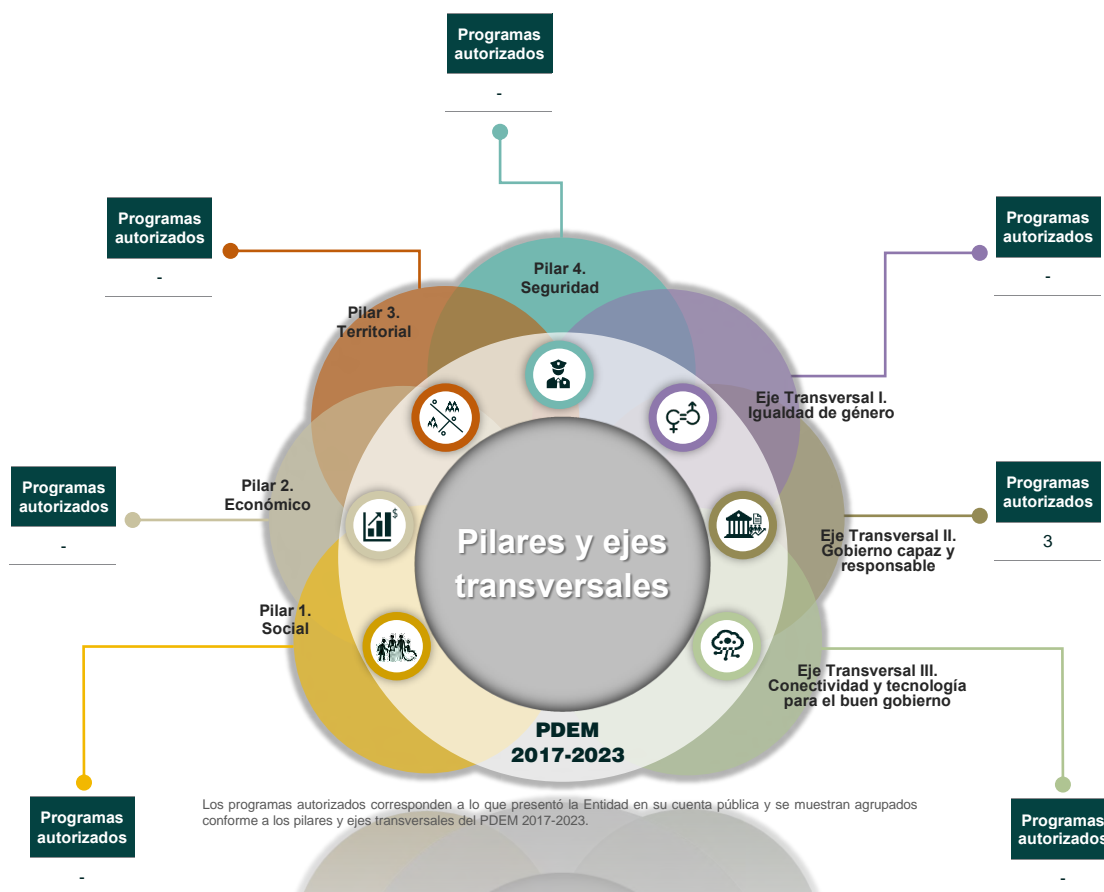 Programas
autorizados
-
Programas
autorizados
-
Programas
autorizados
-
Pilar 4.
Seguridad
Pilar 3.
Territorial
Eje Transversal I.
Igualdad de género
Programas
autorizados
-
Pilar 2.
Económico
$
Pilares y ejes
transversales
Programas
autorizados
3
Eje Transversal II.
Gobierno capaz y
responsable
Pilar 1.
Social
Eje Transversal III.
Conectividad y tecnología
para el buen gobierno
PDEM
2017-2023
Programas
autorizados
-
Los programas autorizados corresponden a lo que presentó la Entidad en su cuenta pública y se muestran agrupados
conforme a los pilares y ejes transversales del PDEM 2017-2023.
Programas
autorizados
-